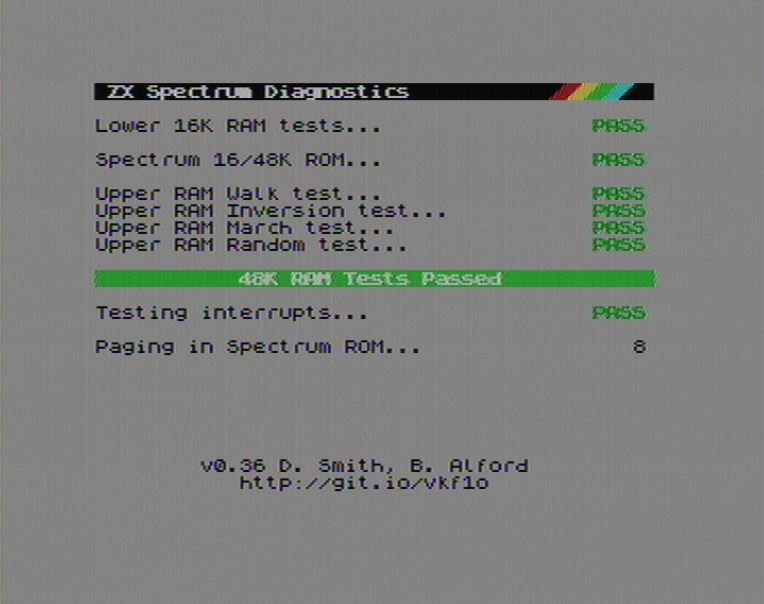 ZX Spectrum Diagnostics
Lower 16K RAM tests... PASS
Spectrum 16/48K ROM... PASS
Upper RAM Walk test... PASS
Upper RAM Inversion test... PASS
Upper RAM March test... PASS
Upper RAM Random test... PASS
48K RAM Tests Passed
Testing interrupts... PASS
Paging in Spectrum ROM... 8
v0.36 D. Smith, B. Alford
http://git.io/vkf1o